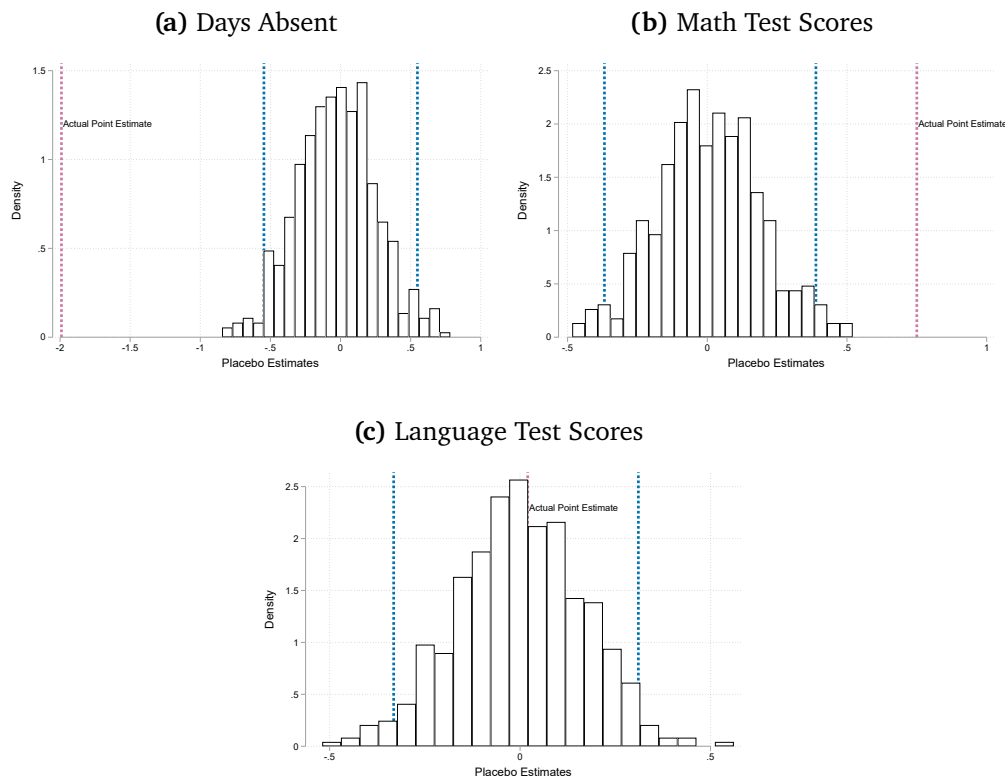 (a) Days Absent
1.5
1
.5
0
Density
Actual Point Estimate
-2
-1.5
-1
-.5
0
.5
1
Placebo Estimates
(b) Math Test Scores
2.5
2
1.5
1
.5
0
Density
Actual Point Estimate
-.5
0
.5
1
Placebo Estimates
(c) Language Test Scores
2.5
2
1.5
1
.5
0
Density
Actual Point Estimate
-.5
0
.5
Placebo Estimates